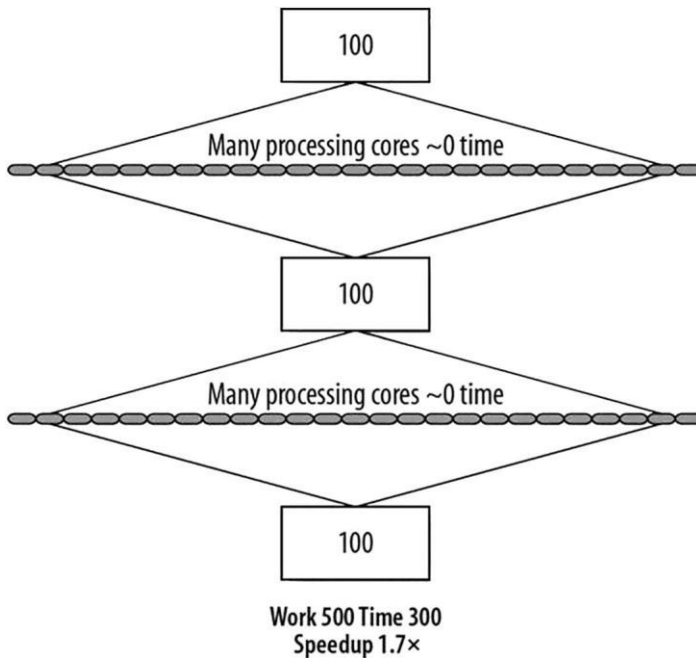 100
Many processing cores ~0 time
100
Many processing cores ~0 time
100
Work 500 Time 300
Speedup 1.7×